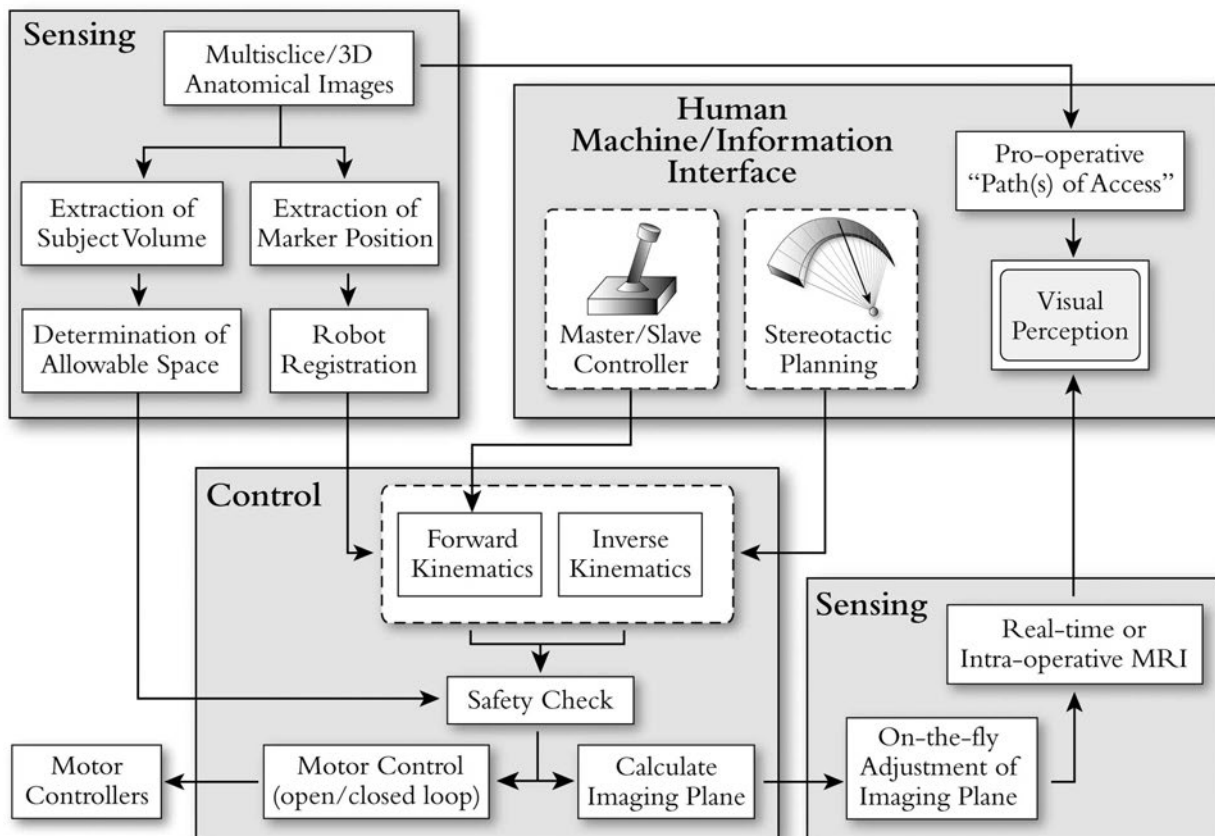 Sensing
Multisclice/3D
Anatomical Images
Extraction of
Subject Volume
Extraction of
Marker Position
Determination of
Allowable Space
Robot
Registration
Human
Machine/Information
Interface
Pro-operative
“Path(s) of Access”
Master/Slave
Controller
Stereotactic
Planning
Visual
Perception
Control
Forward
Kinematics
Inverse
Kinematics
Safety Check
Motor
Controllers
Motor Control
(open/closed loop)
Calculate
Imaging Plane
Sensing
Real-time or
Intra-operative MRI
On-the-fly
Adjustment of
Imaging Plane